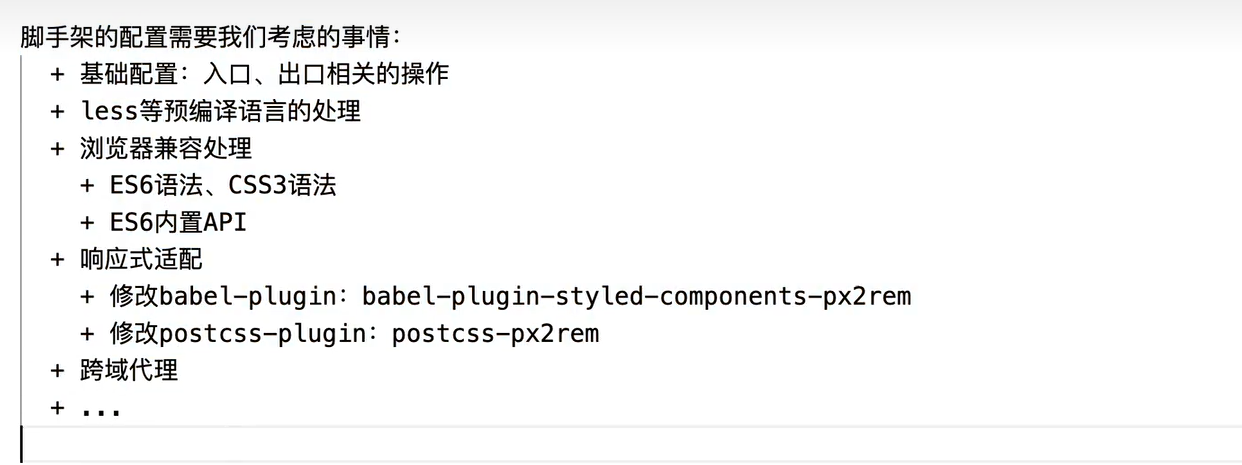 脚手架的配置需要我们考虑的事情：
+ 基础配置：入口、出口相关的操作
+ less等预编译语言的处理
+ 浏览器兼容处理
+ ES6语法、CSS3语法
+ ES6内置API
+ 响应式适配
+ 修改babel-plugin：babel-plugin-styled-components-px2rem
+ 修改postcss-plugin：postcss-px2rem
+ 跨域代理
+ ...